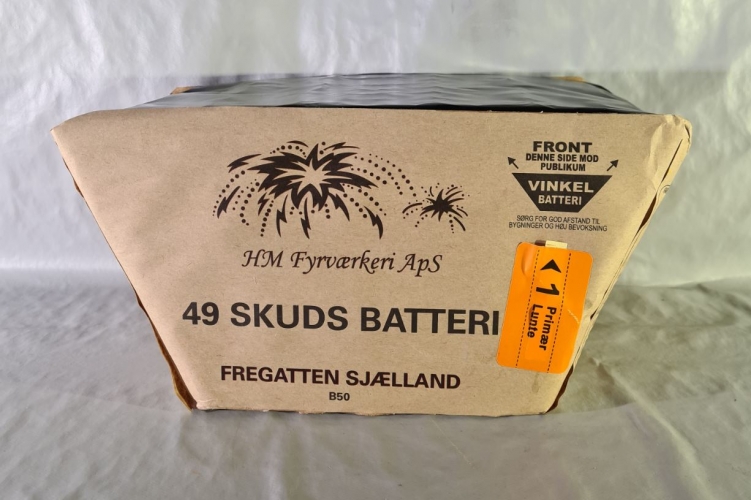 FRONT
DENNE SIDE MOD
PUBLIKUM
VINKEL
BATTERI
SØRG FOR GOD AFSTAND TIL
BYGNINGER OG HØJ BEVOKSNING
HM Fyrværkeri ApS
49 SKUDS BATTERI
1
Primær
Lunte
FREGATTEN SJÆLLAND
B50